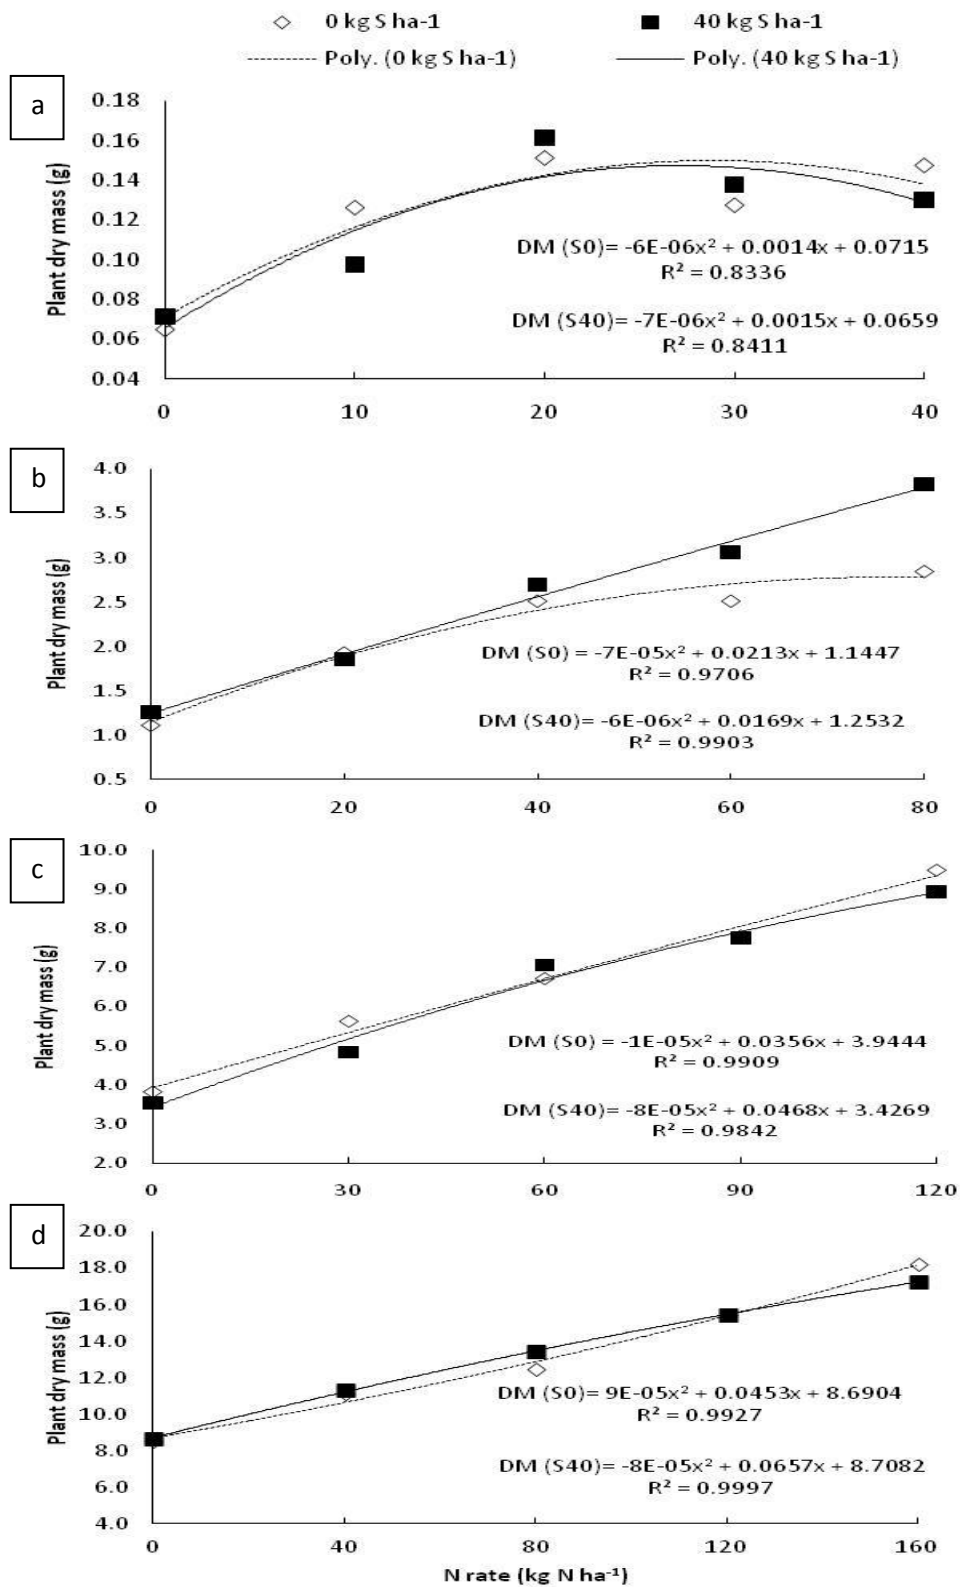 0 kg S ha-1 40 kg S ha-1
Poly. (0 kg S ha-1) Poly. (40 kg S ha-1)
a
0.18
0.16
0.14
0.12
0.10
0.08
0.06
0.04
Plant dry mass (g)
DM (S0)= -6E-06x² + 0.0014x + 0.0715
R² = 0.8336
DM (S40)= -7E-06x² + 0.0015x + 0.0659
R² = 0.8411
0 10 20 30 40
b
4.0
3.5
3.0
2.5
2.0
1.5
1.0
0.5
Plant dry mass (g)
DM (S0) = -7E-05x² + 0.0213x + 1.1447
R² = 0.9706
DM (S40)= -6E-06x² + 0.0169x + 1.2532
R² = 0.9903
0 20 40 60 80
c
10.0
9.0
8.0
7.0
6.0
5.0
4.0
3.0
2.0
Plant dry mass (g)
DM (S0) = -1E-05x² + 0.0356x + 3.9444
R² = 0.9909
DM (S40)= -8E-05x² + 0.0468x + 3.4269
R² = 0.9842
0 30 60 90 120
d
20.0
18.0
16.0
14.0
12.0
10.0
8.0
6.0
4.0
Plant dry mass (g)
DM (S0)= 9E-05x² + 0.0453x + 8.6904
R² = 0.9927
DM (S40)= -8E-05x² + 0.0657x + 8.7082
R² = 0.9997
0 40 80 120 160
N rate (kg N ha⁻¹)